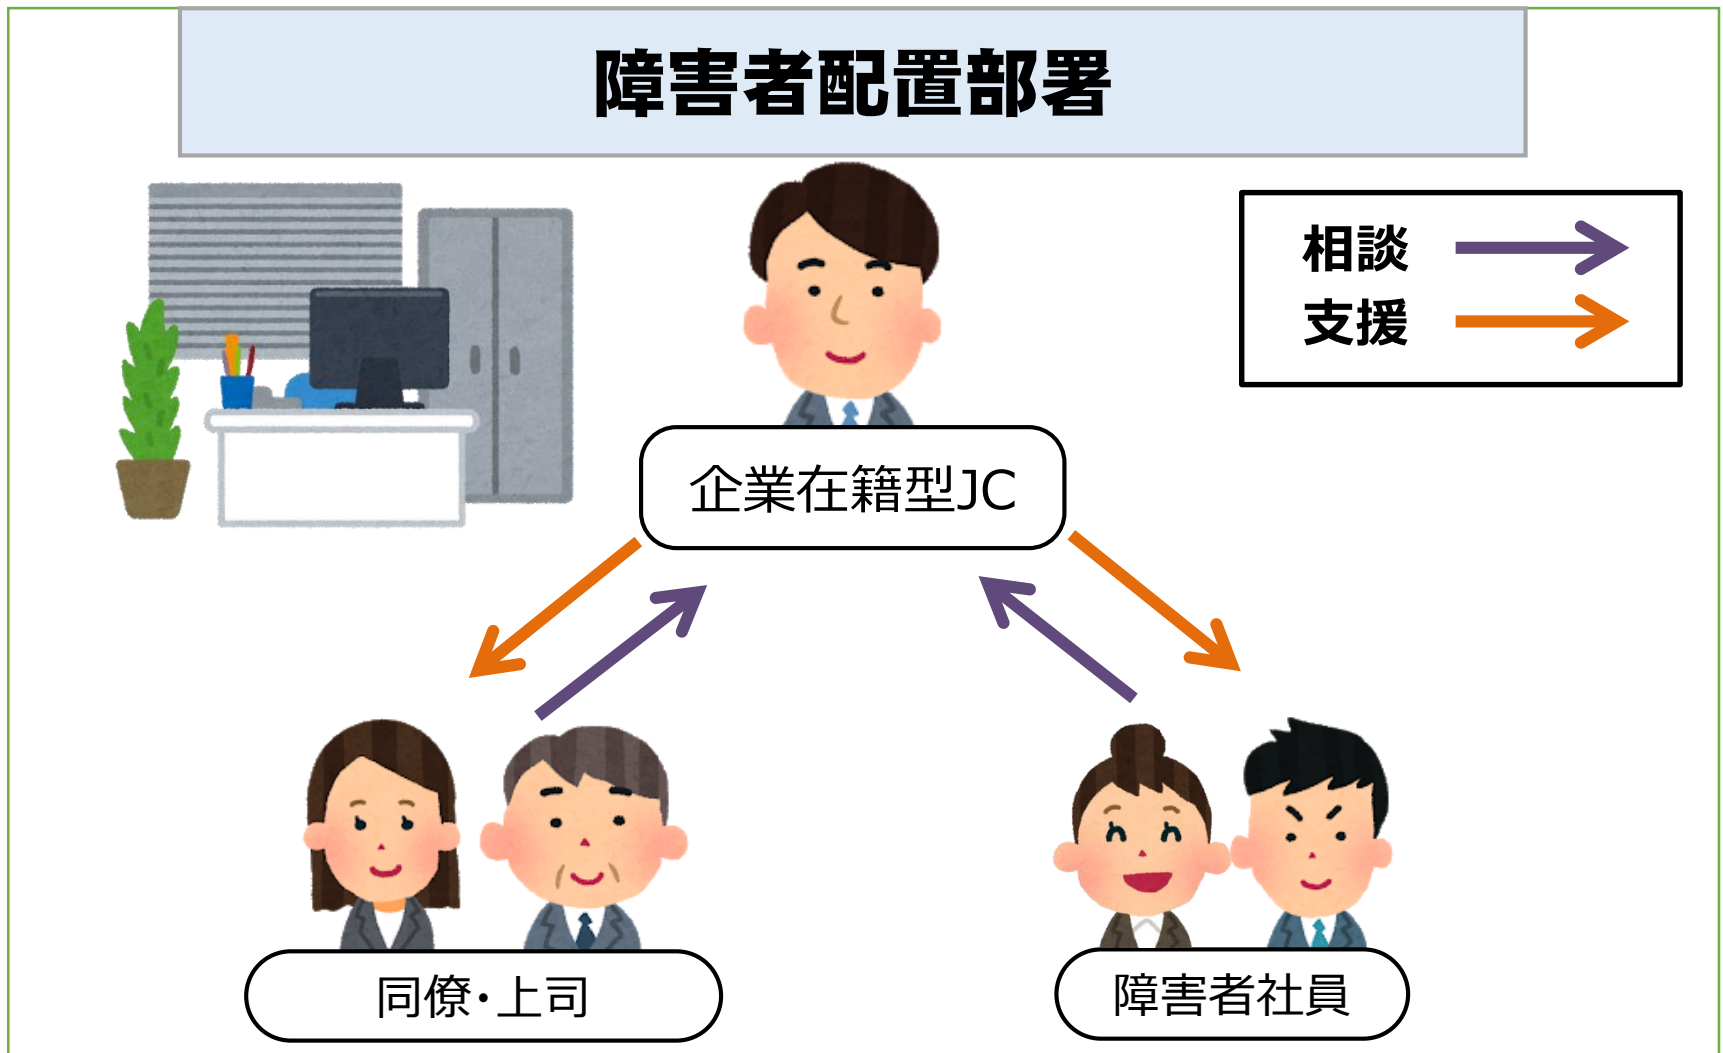 障害者配置部署
相談
支援
企業在籍型JC
同僚・上司
障害者社員